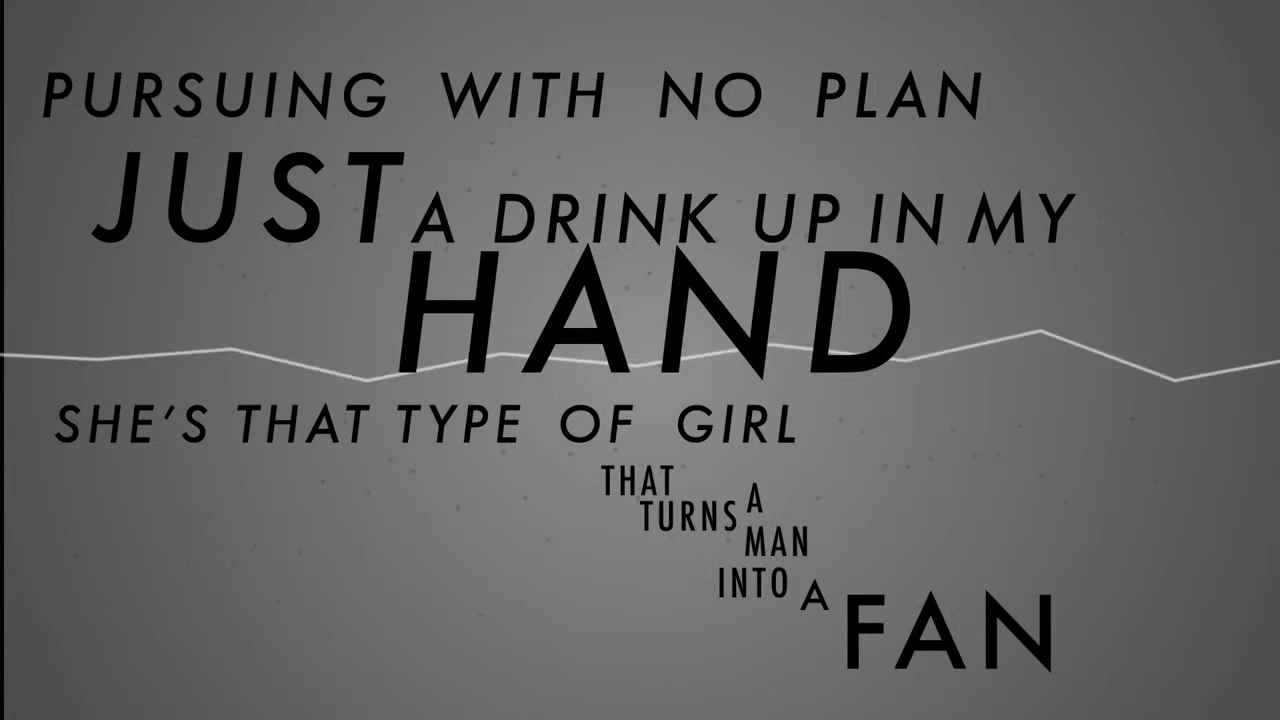 PURSUING WITH NO PLAN
JUST A DRINK UP IN MY
HAND
SHE'S THAT TYPE OF GIRL
THAT
TURNS A
MAN
INTO A
FAN